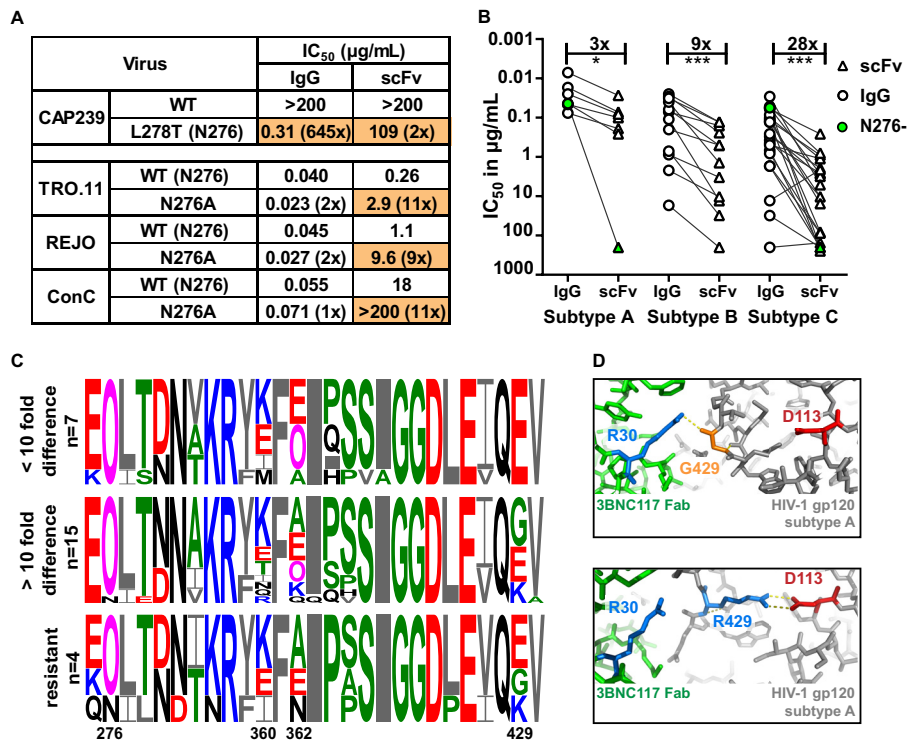 A
Virus IC50 (µg/mL)
IgG scFv
CAP239 WT >200 >200
L278T (N276) 0.31 (645x) 109 (2x)
TRO.11 WT (N276) 0.040 0.26
N276A 0.023 (2x) 2.9 (11x)
REJO WT (N276) 0.045 1.1
N276A 0.027 (2x) 9.6 (9x)
ConC WT (N276) 0.055 18
N276A 0.071 (1x) >200 (11x)
B
3x 9x 28x
* *** ***
IC50 in µg/mL
0.001
0.01
0.1
1
10
100
1000
IgG scFv IgG scFv IgG scFv
Subtype A Subtype B Subtype C
scFv
IgG
N276-
C
< 10 fold
difference
n=7
EOLTDNVKRYKFEIPSSIGGDLEIQEV
> 10 fold
difference
n=15
EOLTNNAKRYKFAIPSSIGGDLEIQGV
resistant
n=4
EOLTDNIKRYKFAIPSSIGGDLEVQEV
276 360 362 429
D
R30
G429
D113
3BNC117 Fab
HIV-1 gp120
subtype A
R30
R429
D113
3BNC117 Fab
HIV-1 gp120
subtype A